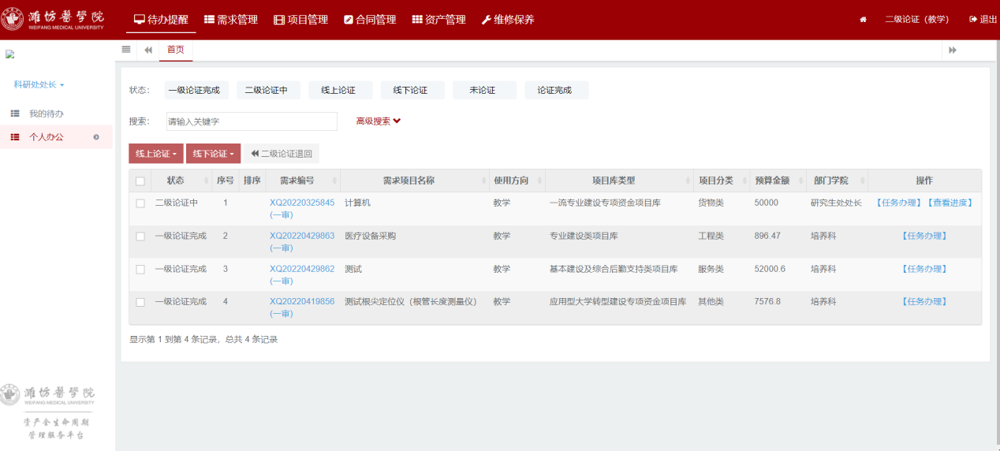 濰坊醫學院
WEIFANG MEDICAL UNIVERSITY
待办提醒 需求管理 项目管理 合同管理 资产管理 维修保养
二级论证（教学） 退出
首页
科研处处长
我的待办
个人办公
状态： 一级论证完成 二级论证中 线上论证 线下论证 未论证 论证完成
搜索： 请输入关键字 高级搜索
线上论证 线下论证 二级论证退回
状态 序号 排序 需求编号 需求项目名称 使用方向 项目库类型 项目分类 预算金额 部门学院 操作
二级论证中 1 XQ20220325845 计算机 教学 一流专业建设专项资金项目库 货物类 50000 研究生处处长 【任务办理】【查看进度】
(一审)
一级论证完成 2 XQ20220429863 医疗设备采购 教学 专业建设类项目库 工程类 896.47 培养科 【任务办理】
(一审)
一级论证完成 3 XQ20220429862 测试 教学 基本建设及综合后勤支持类项目库 服务类 52000.6 培养科 【任务办理】
(一审)
一级论证完成 4 XQ20220419856 测试根尖定位仪（根管长度测量仪） 教学 应用型大学转型建设专项资金项目库 其他类 7576.8 培养科 【任务办理】
(一审)
显示第 1 到第 4 条记录，总共 4 条记录
濰坊醫學院
WEIFANG MEDICAL UNIVERSITY
资产全生命周期
管理服务平台